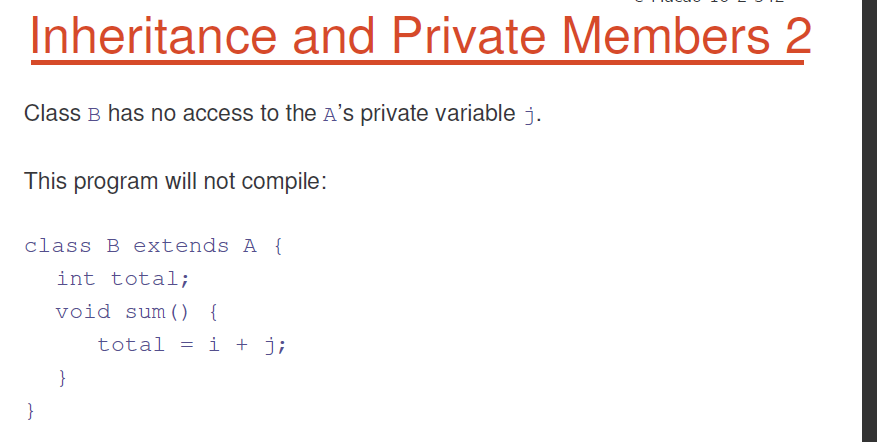 Inheritance and Private Members 2
Class B has no access to the A's private variable j.
This program will not compile:
class B extends A {
int total;
void sum() {
total = i + j;
}
}